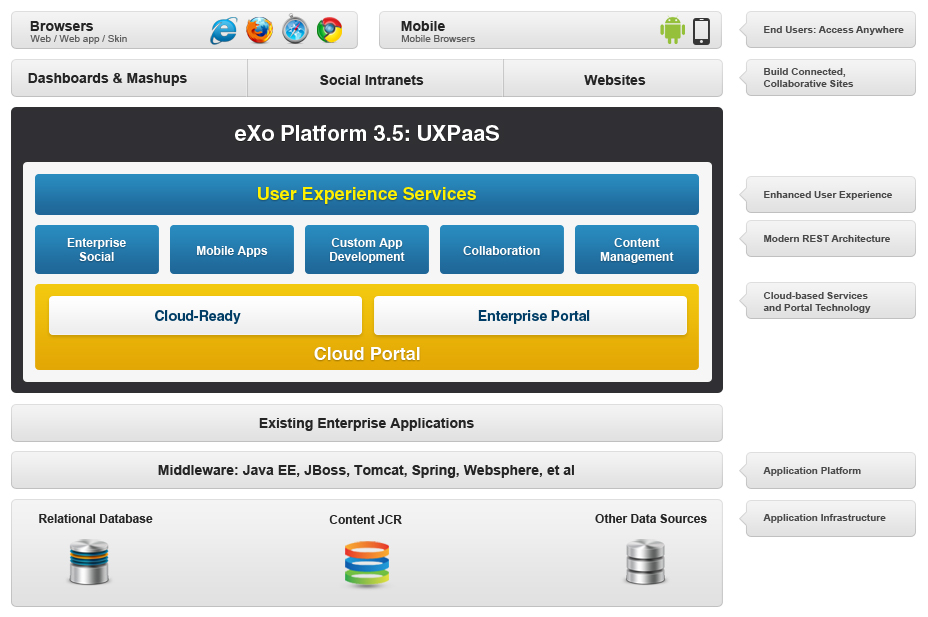 Browsers
Web / Web app / Skin
Mobile
Mobile Browsers
End Users: Access Anywhere
Dashboards & Mashups
Social Intranets
Websites
Build Connected,
Collaborative Sites
eXo Platform 3.5: UXPaaS
User Experience Services
Enhanced User Experience
Enterprise
Social
Mobile Apps
Custom App
Development
Collaboration
Content
Management
Modern REST Architecture
Cloud-Ready
Enterprise Portal
Cloud Portal
Cloud-based Services
and Portal Technology
Existing Enterprise Applications
Middleware: Java EE, JBoss, Tomcat, Spring, Websphere, et al
Application Platform
Relational Database
Content JCR
Other Data Sources
Application Infrastructure